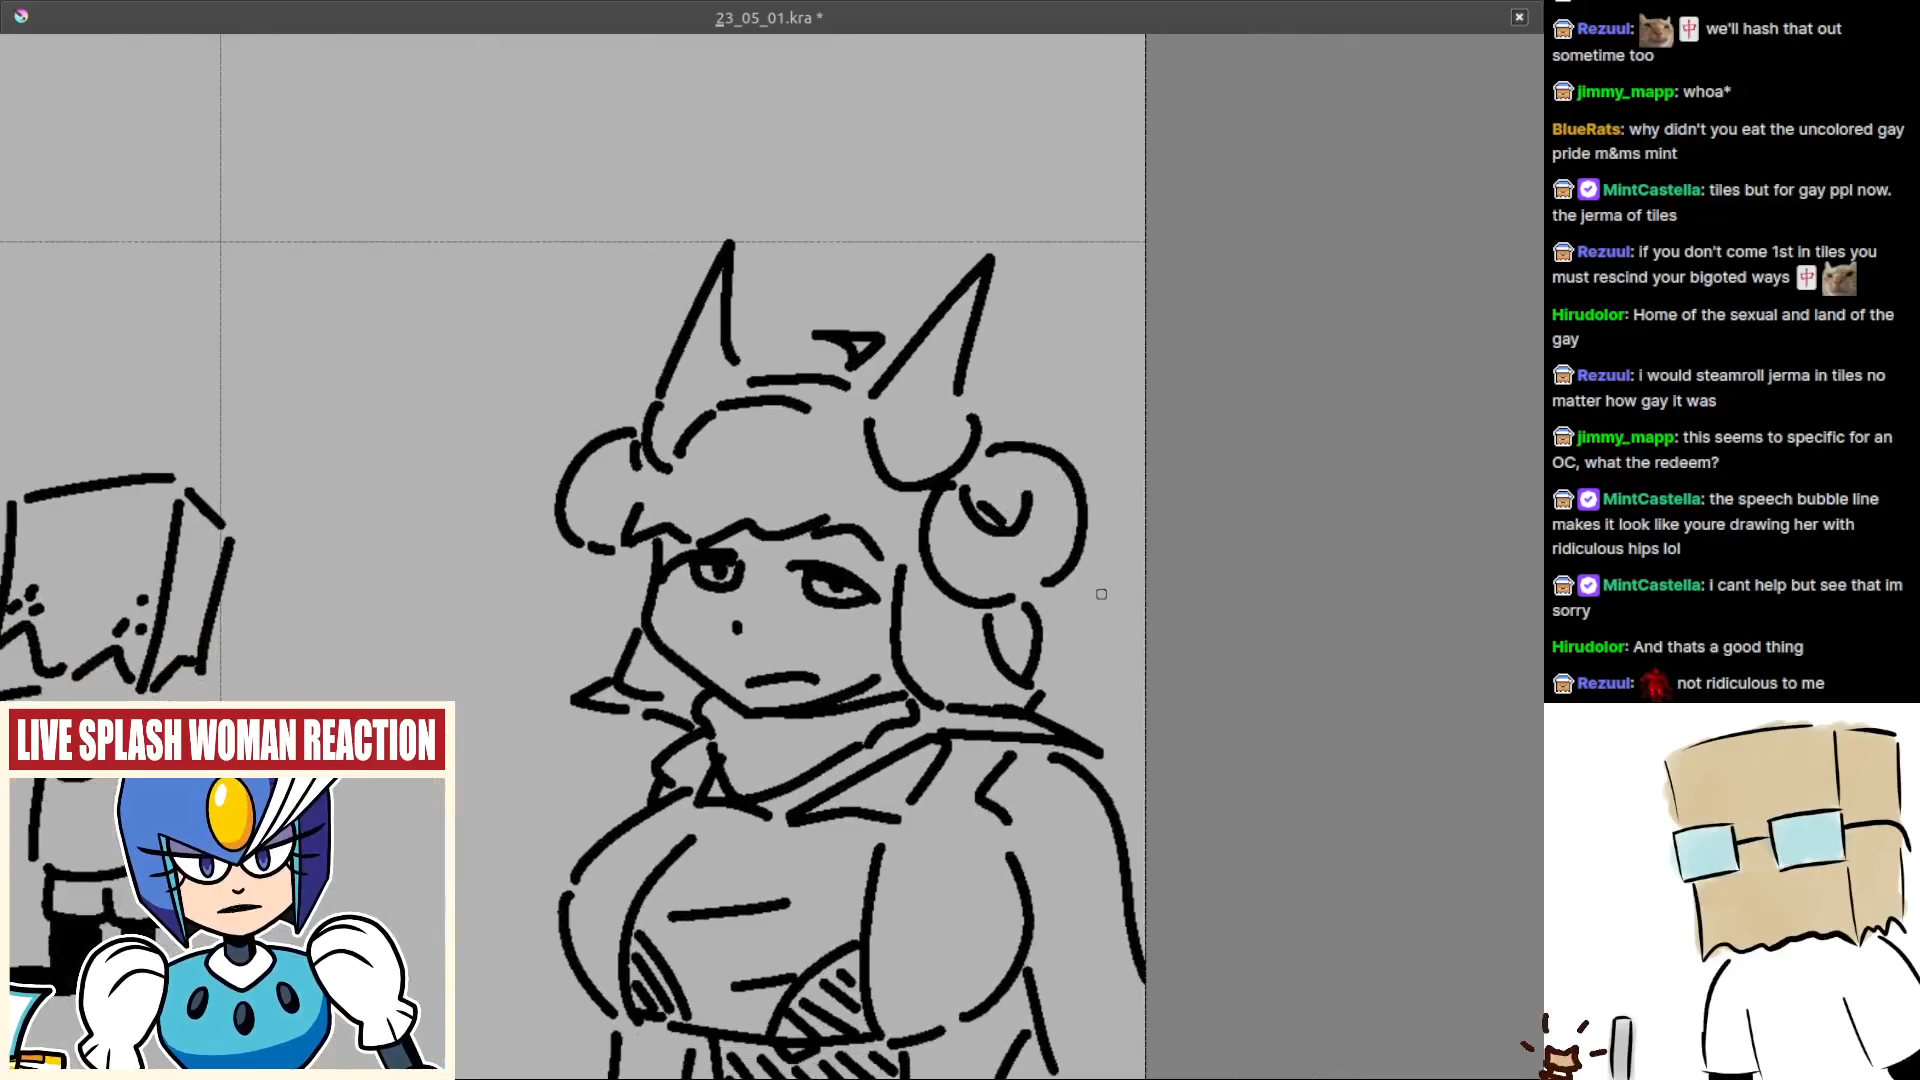 23_05_01.kra *
Rezuul: 中 we'll hash that out
sometime too
jimmy_mapp: whoa*
BlueRats: why didn't you eat the uncolored gay
pride m&ms mint
MintCastella: tiles but for gay ppl now.
the jerma of tiles
Rezuul: if you don't come 1st in tiles you
must rescind your bigoted ways 中
Hirudolor: Home of the sexual and land of the
gay
Rezuul: i would steamroll jerma in tiles no
matter how gay it was
jimmy_mapp: this seems to specific for an
OC, what the redeem?
MintCastella: the speech bubble line
makes it look like youre drawing her with
ridiculous hips lol
MintCastella: i cant help but see that im
sorry
Hirudolor: And thats a good thing
Rezuul: not ridiculous to me
LIVE SPLASH WOMAN REACTION